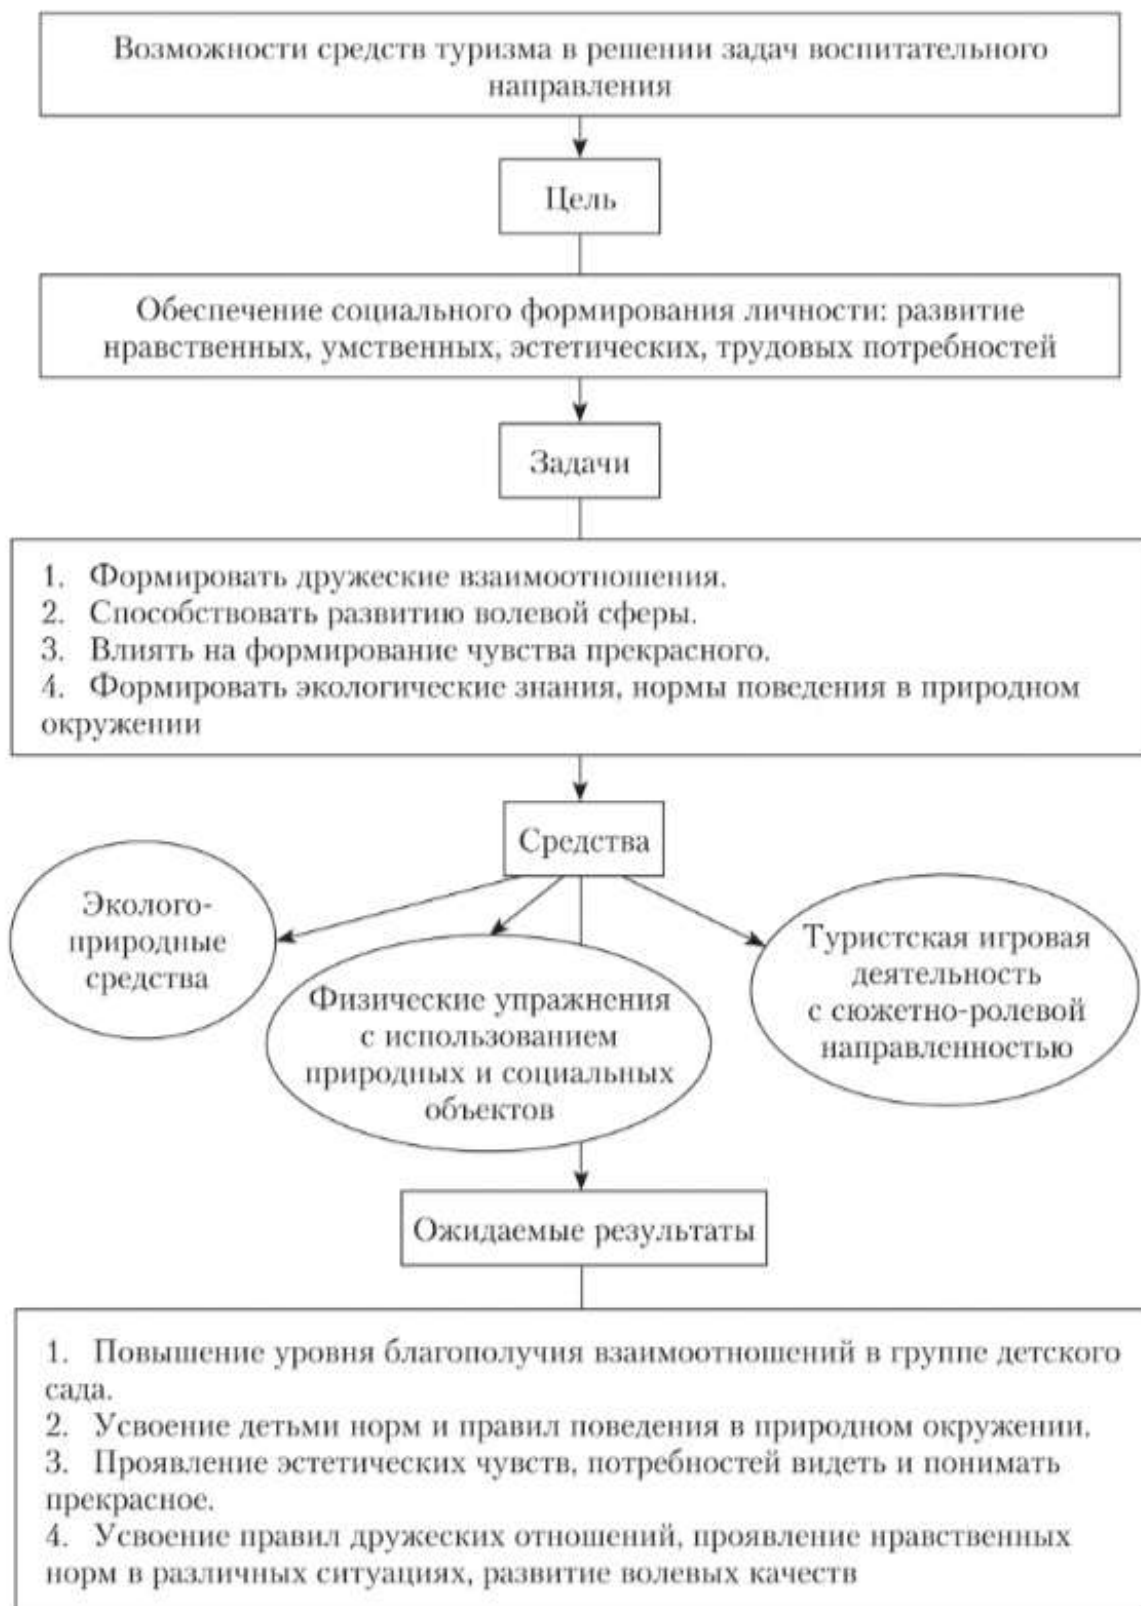 Возможности средств туризма в решении задач воспитательного
направления
Цель
Обеспечение социального формирования личности: развитие
нравственных, умственных, эстетических, трудовых потребностей
Задачи
1. Формировать дружеские взаимоотношения.
2. Способствовать развитию волевой сферы.
3. Влиять на формирование чувства прекрасного.
4. Формировать экологические знания, нормы поведения в природном
окружении
Средства
Эколого-
природные
средства
Физические упражнения
с использованием
природных и социальных
объектов
Туристская игровая
деятельность
с сюжетно-ролевой
направленностью
Ожидаемые результаты
1. Повышение уровня благополучия взаимоотношений в группе детского
сада.
2. Усвоение детьми норм и правил поведения в природном окружении.
3. Проявление эстетических чувств, потребностей видеть и понимать
прекрасное.
4. Усвоение правил дружеских отношений, проявление нравственных
норм в различных ситуациях, развитие волевых качеств